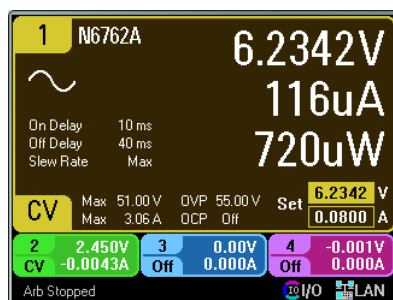 1 N6762A
6.2342V
116uA
720uW
On Delay 10 ms
Off Delay 40 ms
Slew Rate Max
CV Max 51.00 V OVP 55.00 V Set 6.2342 V
Max 3.06 A OCP Off 0.0800 A
2 2.450V 3 0.00V 4 -0.001V
CV -0.0043A Off 0.000A Off 0.000A
Arb Stopped IO I/O LAN